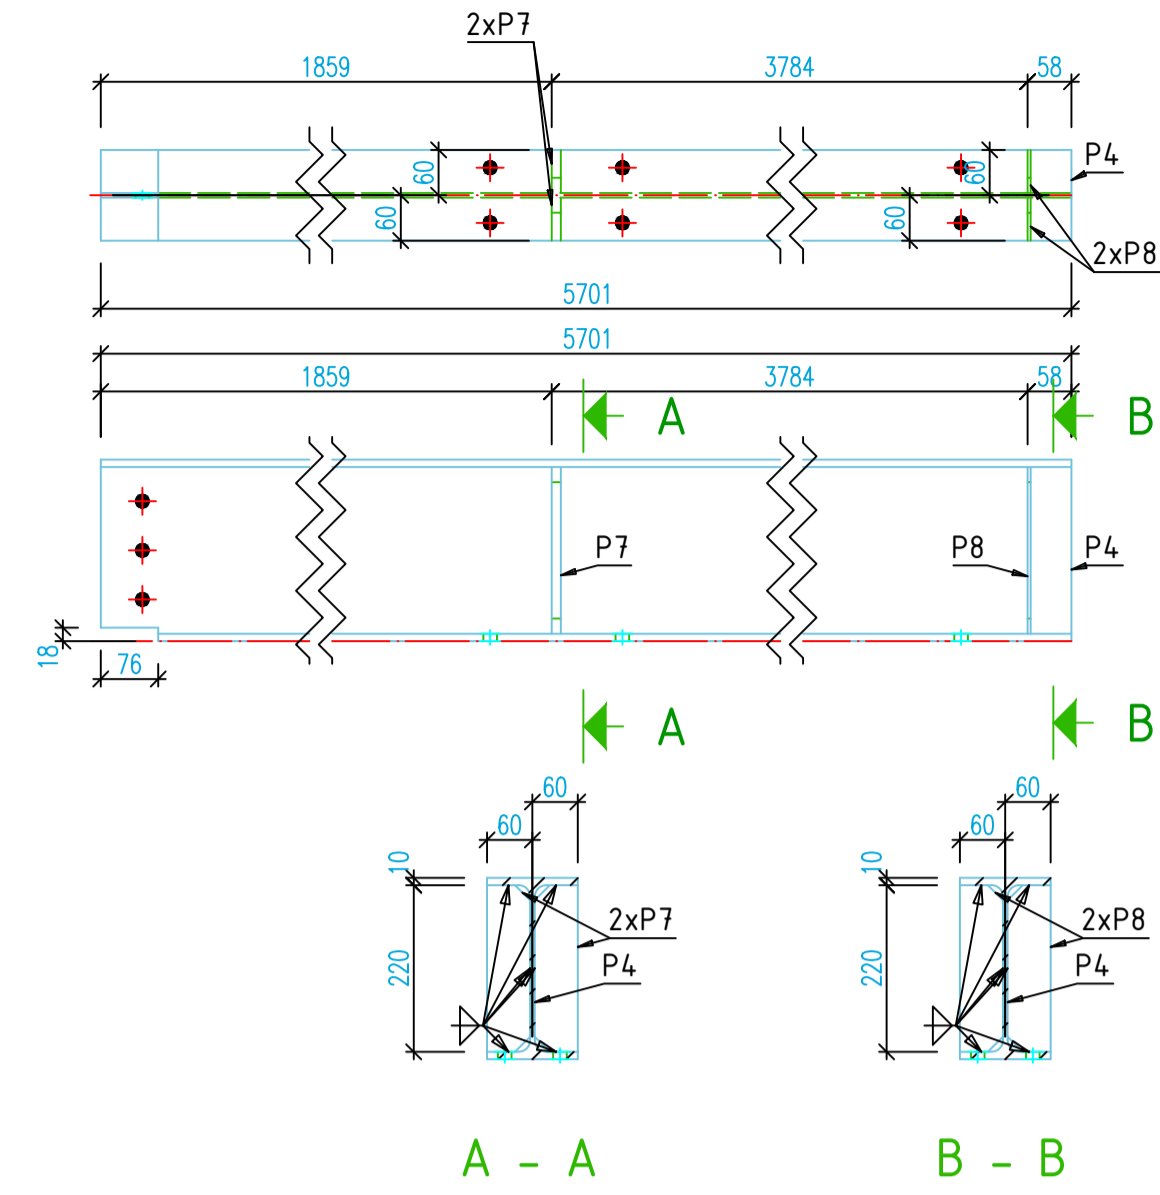 2xP7
1859 3784 58
60 60 P4
60 60
2xP8
5701
5701
1859 3784 58
A B
P7 P8 P4
18
76
A B
60 60
60 60
10 10
2xP7 2xP8
220 P4 220 P4
A - A B - B